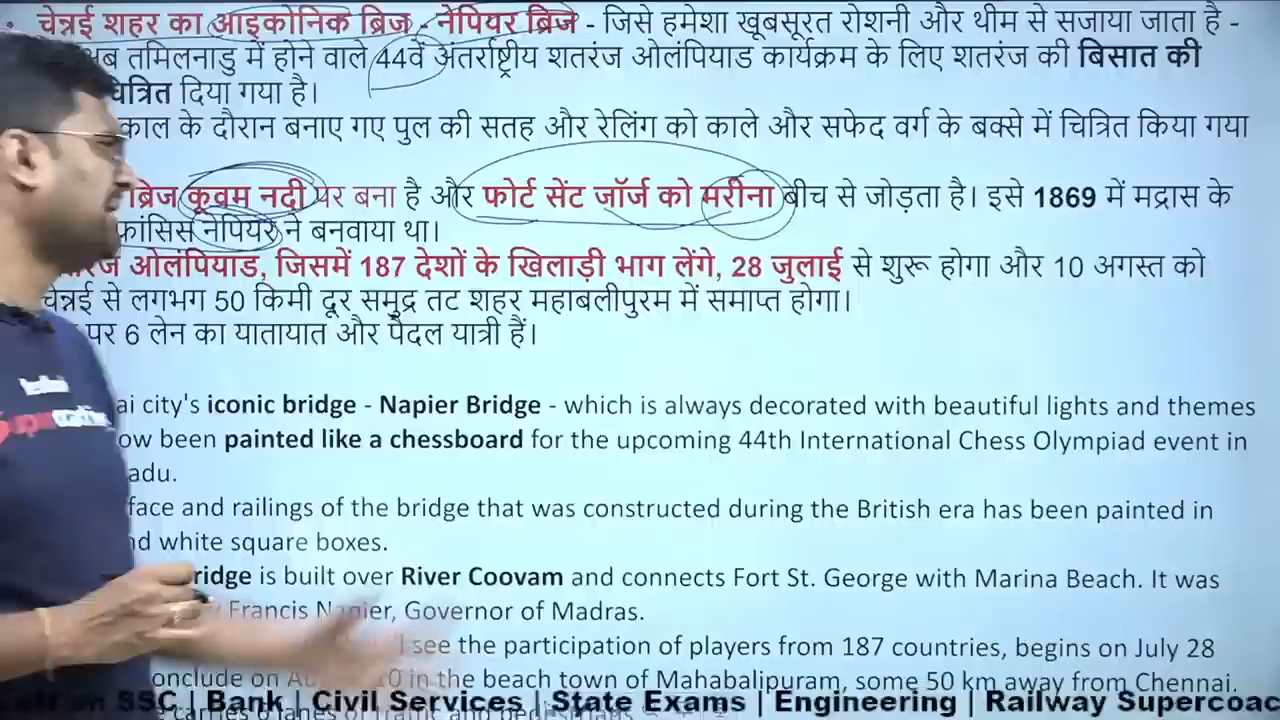 चेन्नई शहर का आइकोनिक ब्रिज - नेपियर ब्रिज - जिसे हमेशा खूबसूरत रोशनी और थीम से सजाया जाता है -
तमिलनाडु में होने वाले 44वें अंतर्राष्ट्रीय शतरंज ओलंपियाड कार्यक्रम के लिए शतरंज की बिसात की
दिया गया है।
काल के दौरान बनाए गए पुल की सतह और रेलिंग को काले और सफेद वर्ग के बक्से में चित्रित किया गया
ब्रिज कूवम नदी पर बना है और फोर्ट सेंट जॉर्ज को मरीना बीच से जोड़ता है। इसे 1869 में मद्रास के
फ्रांसिस नेपियर ने बनवाया था।
ओलंपियाड, जिसमें 187 देशों के खिलाड़ी भाग लेंगे, 28 जुलाई से शुरू होगा और 10 अगस्त को
चेन्नई से लगभग 50 किमी दूर समुद्र तट शहर महाबलीपुरम में समाप्त होगा।
पर 6 लेन का यातायात और पैदल यात्री हैं।
ai city's iconic bridge - Napier Bridge - which is always decorated with beautiful lights and themes
ow been painted like a chessboard for the upcoming 44th International Chess Olympiad event in
adu.
face and railings of the bridge that was constructed during the British era has been painted in
nd white square boxes.
ridge is built over River Coovam and connects Fort St. George with Marina Beach. It was
Francis Napier, Governor of Madras.
see the participation of players from 187 countries, begins on July 28
onclude on 10 in the beach town of Mahabalipuram, some 50 km away from Chennai.
on SSC | Bank | Civil Services | State Exams | Engineering | Railway Supercoac